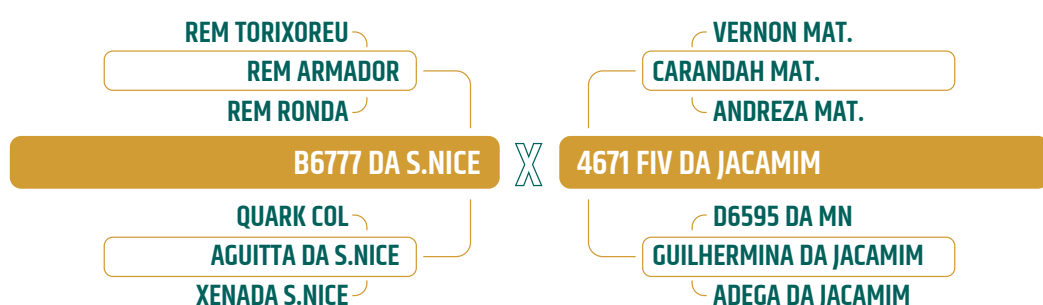 REM TORIXOREU
REM ARMADOR
REM RONDA
B6777 DA S.NICE
QUARK COL
AGUITTA DA S.NICE
XENADA S.NICE
X
VERNON MAT.
CARANDAH MAT.
ANDREZA MAT.
4671 FIV DA JACAMIM
D6595 DA MN
GUILHERMINA DA JACAMIM
ADEGA DA JACAMIM